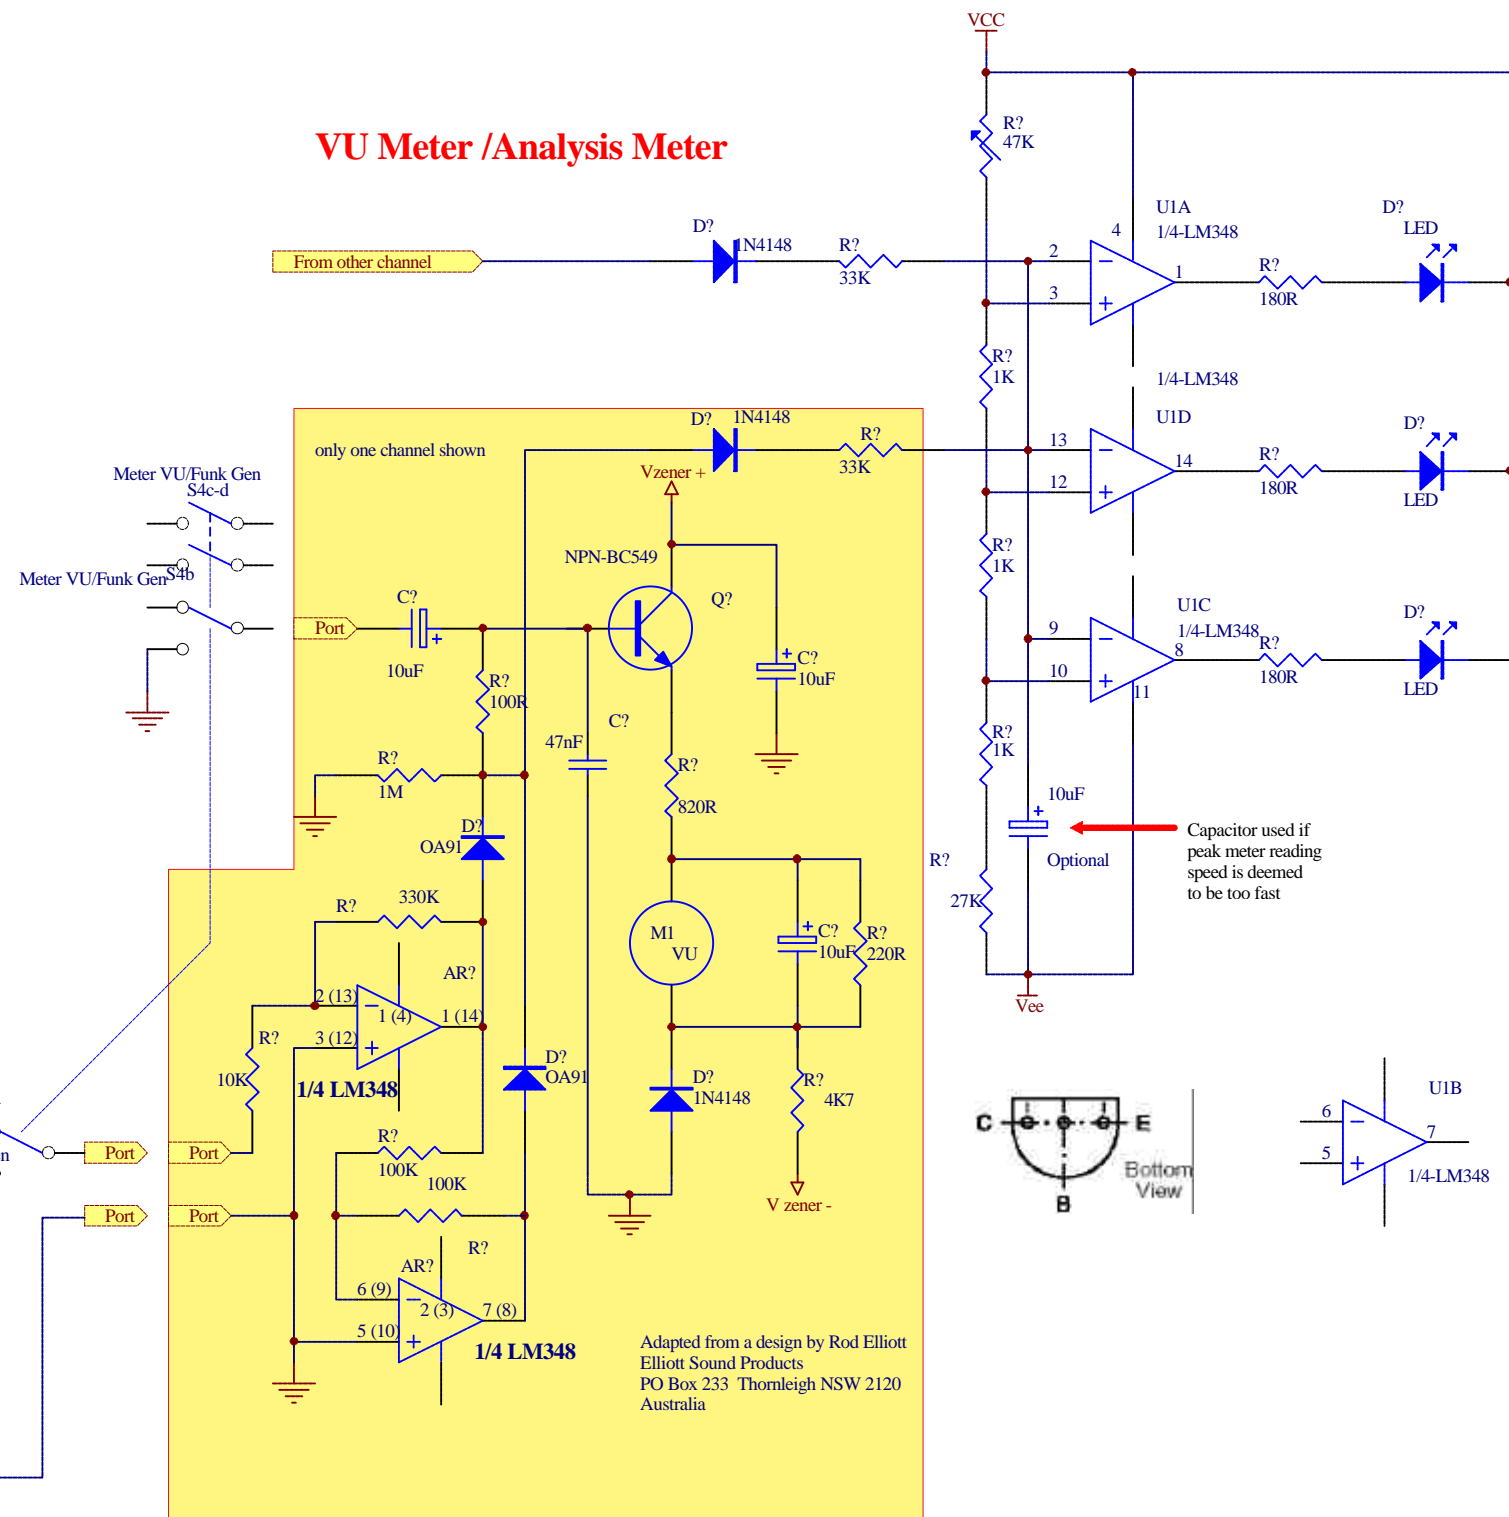 VCC
R?
47K
VU Meter /Analysis Meter
U1A
1/4-LM348
D?
LED
D?
1N4148
R?
33K
From other channel
4
2
3
1
R?
180R
R?
1K
1/4-LM348
U1D
only one channel shown
D?
1N4148
R?
33K
13
12
14
R?
180R
D?
LED
Vzener +
Meter VU/Funk Gen
S4c-d
Meter VU/Funk Gen
S4b
NPN-BC549
Q?
R?
1K
C?
10uF
Port
C?
10uF
U1C
1/4-LM348
9
10
8
11
R?
180R
D?
LED
R?
100R
C?
47nF
R?
1M
R?
820R
R?
1K
10uF
Optional
Capacitor used if
peak meter reading
speed is deemed
to be too fast
D?
OA91
R?
330K
R?
27K
M1
VU
C?
10uF
R?
220R
AR?
2 (13)
1 (4)
1 (14)
3 (12)
Vee
R?
10K
1/4 LM348
D?
OA91
D?
1N4148
R?
4K7
C
E
B
Bottom
View
U1B
6
5
7
1/4-LM348
n
Port
Port
R?
100K
100K
Port
Port
V zener -
R?
AR?
6 (9)
2 (3)
7 (8)
5 (10)
1/4 LM348
Adapted from a design by Rod Elliott
Elliott Sound Products
PO Box 233 Thornleigh NSW 2120
Australia